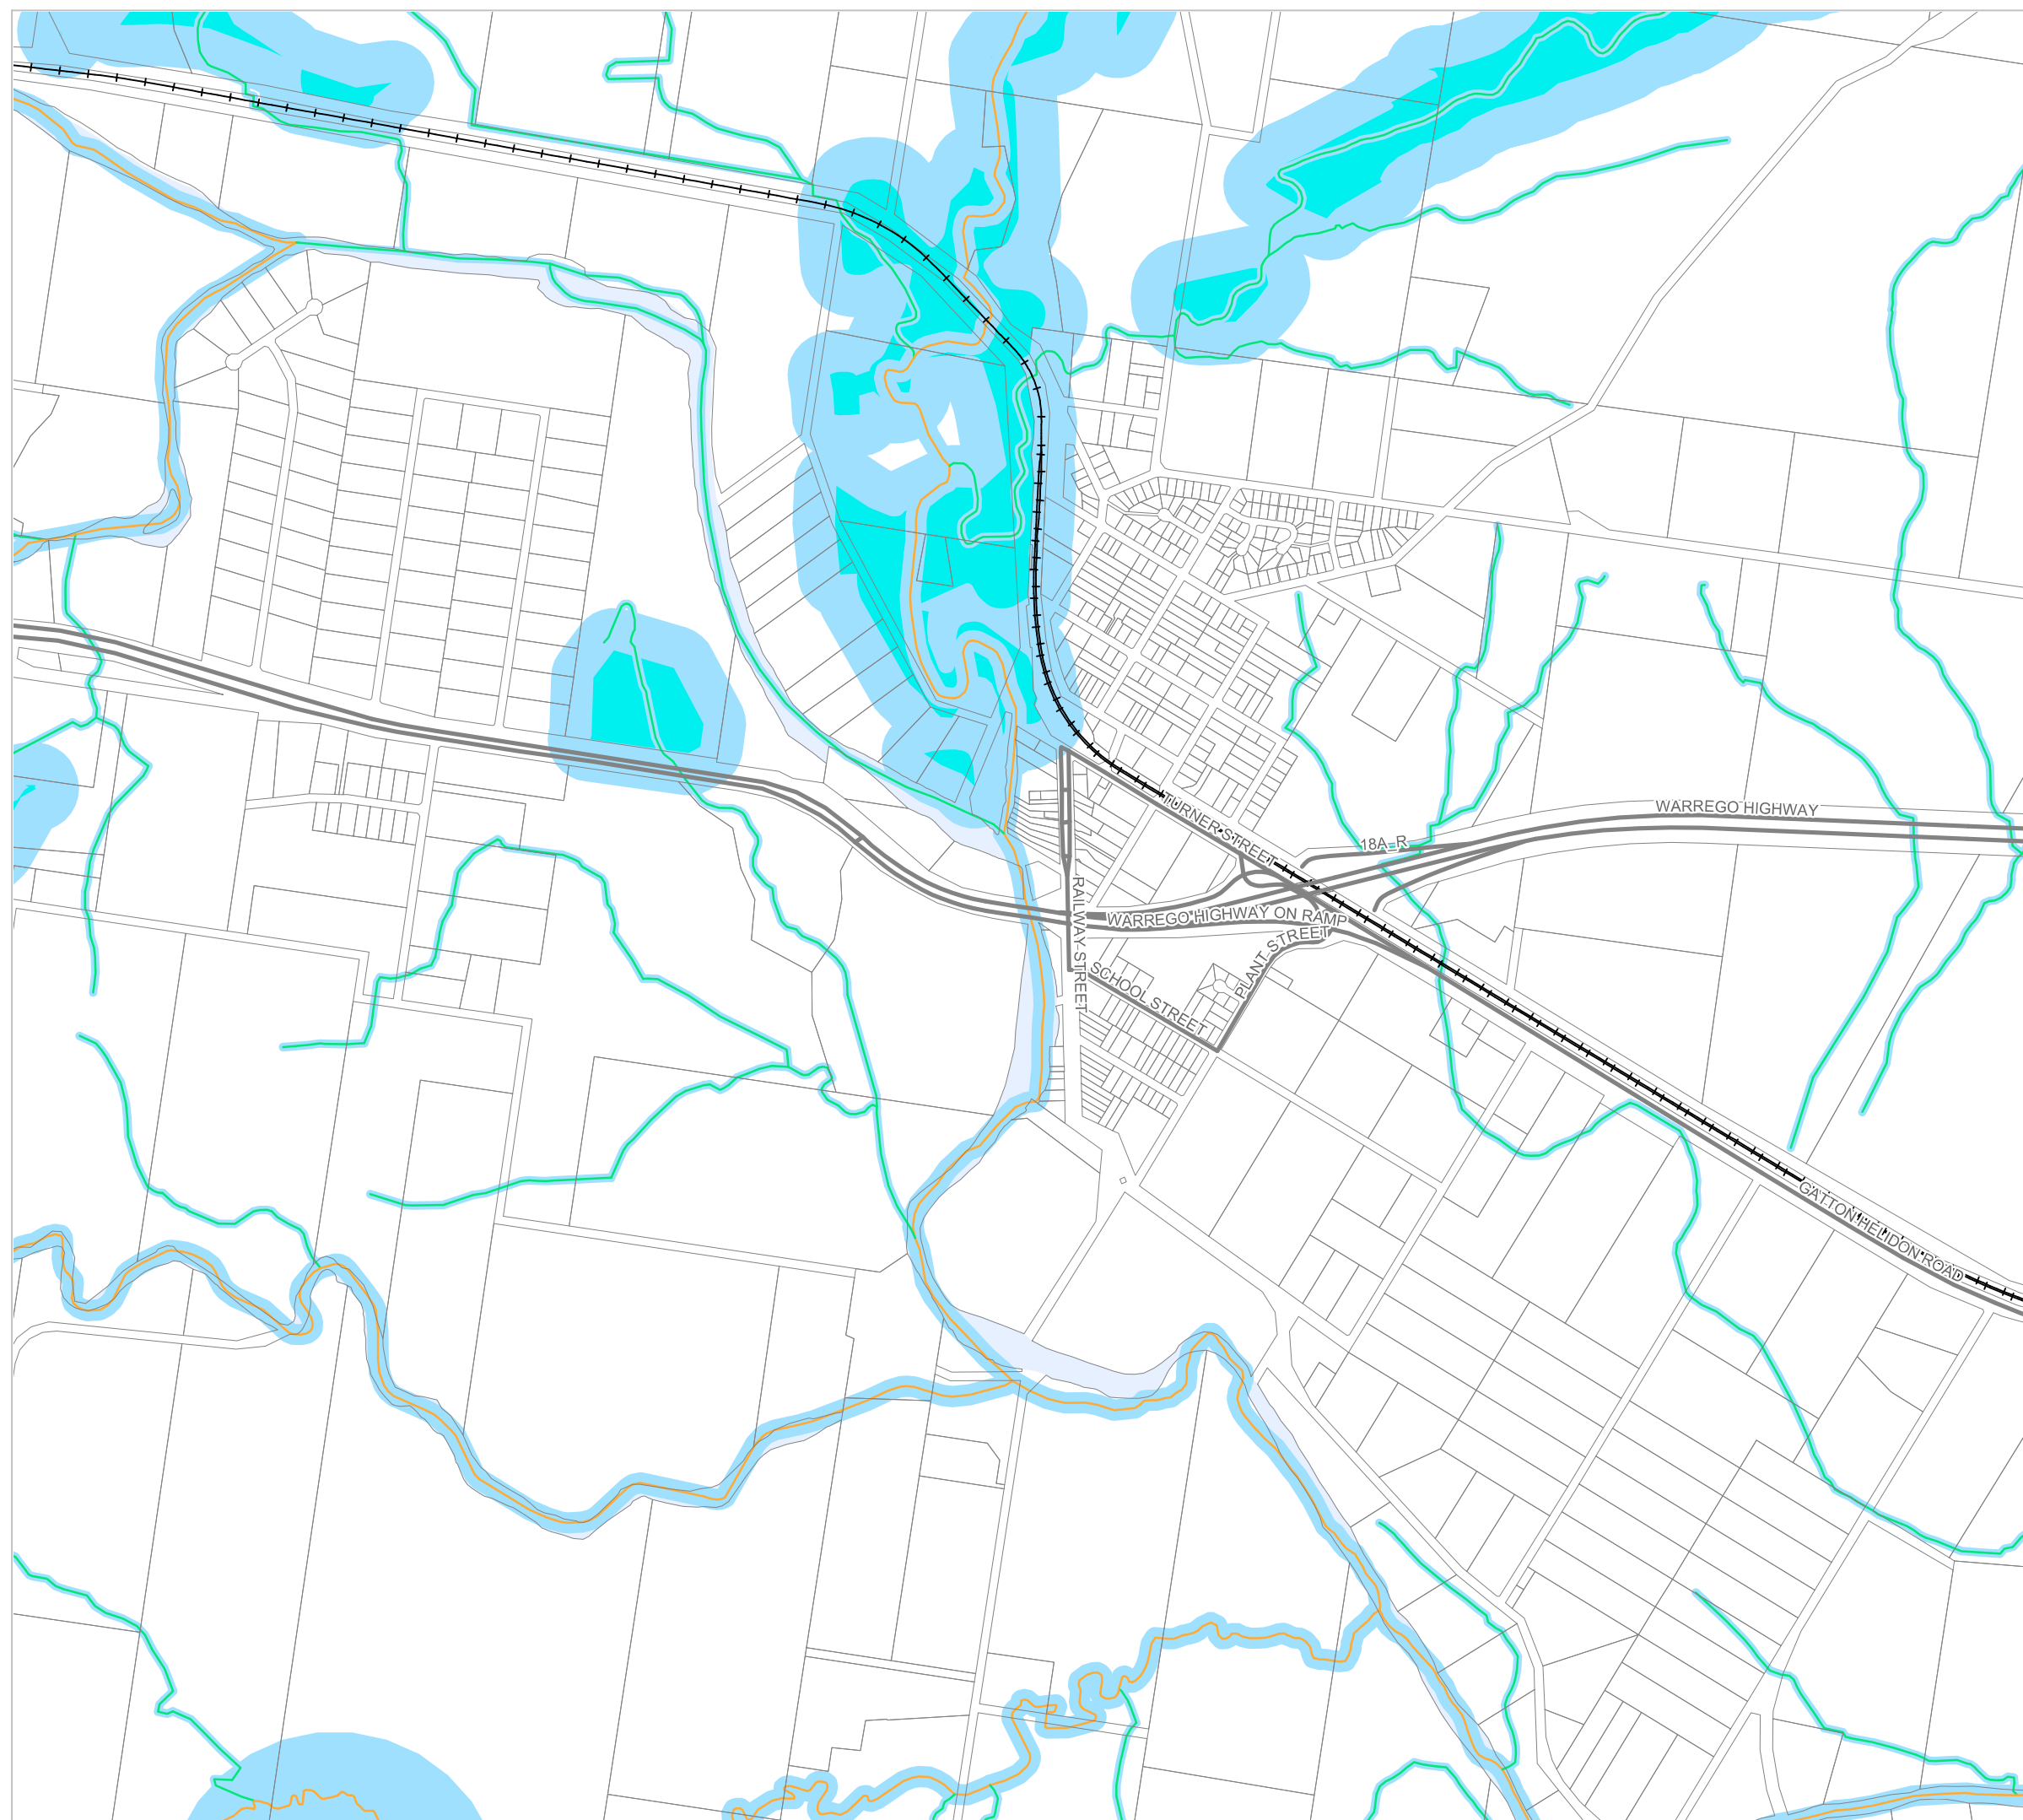 WARREGO HIGHWAY
TURNER STREET
18A_R
RAILWAY STREET
WARREGO HIGHWAY ON RAMP
PLANT STREET
SCHOOL STREET
GATTON HELIDON ROAD